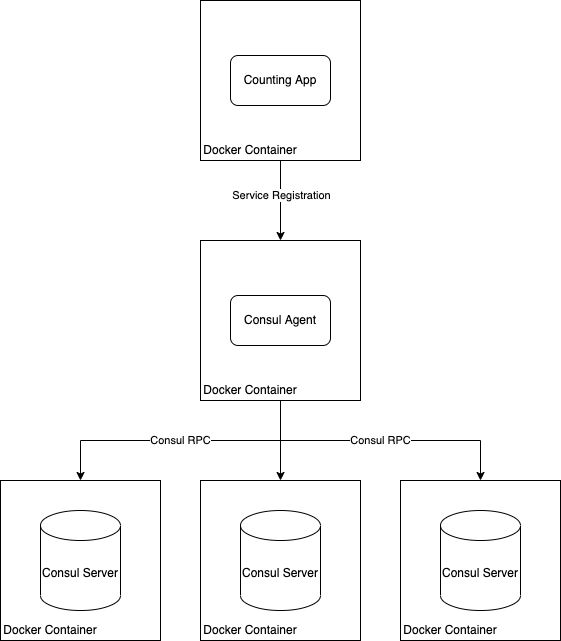 Counting App
Docker Container
Service Registration
Consul Agent
Docker Container
Consul RPC
Consul RPC
Consul Server
Consul Server
Consul Server
Docker Container
Docker Container
Docker Container